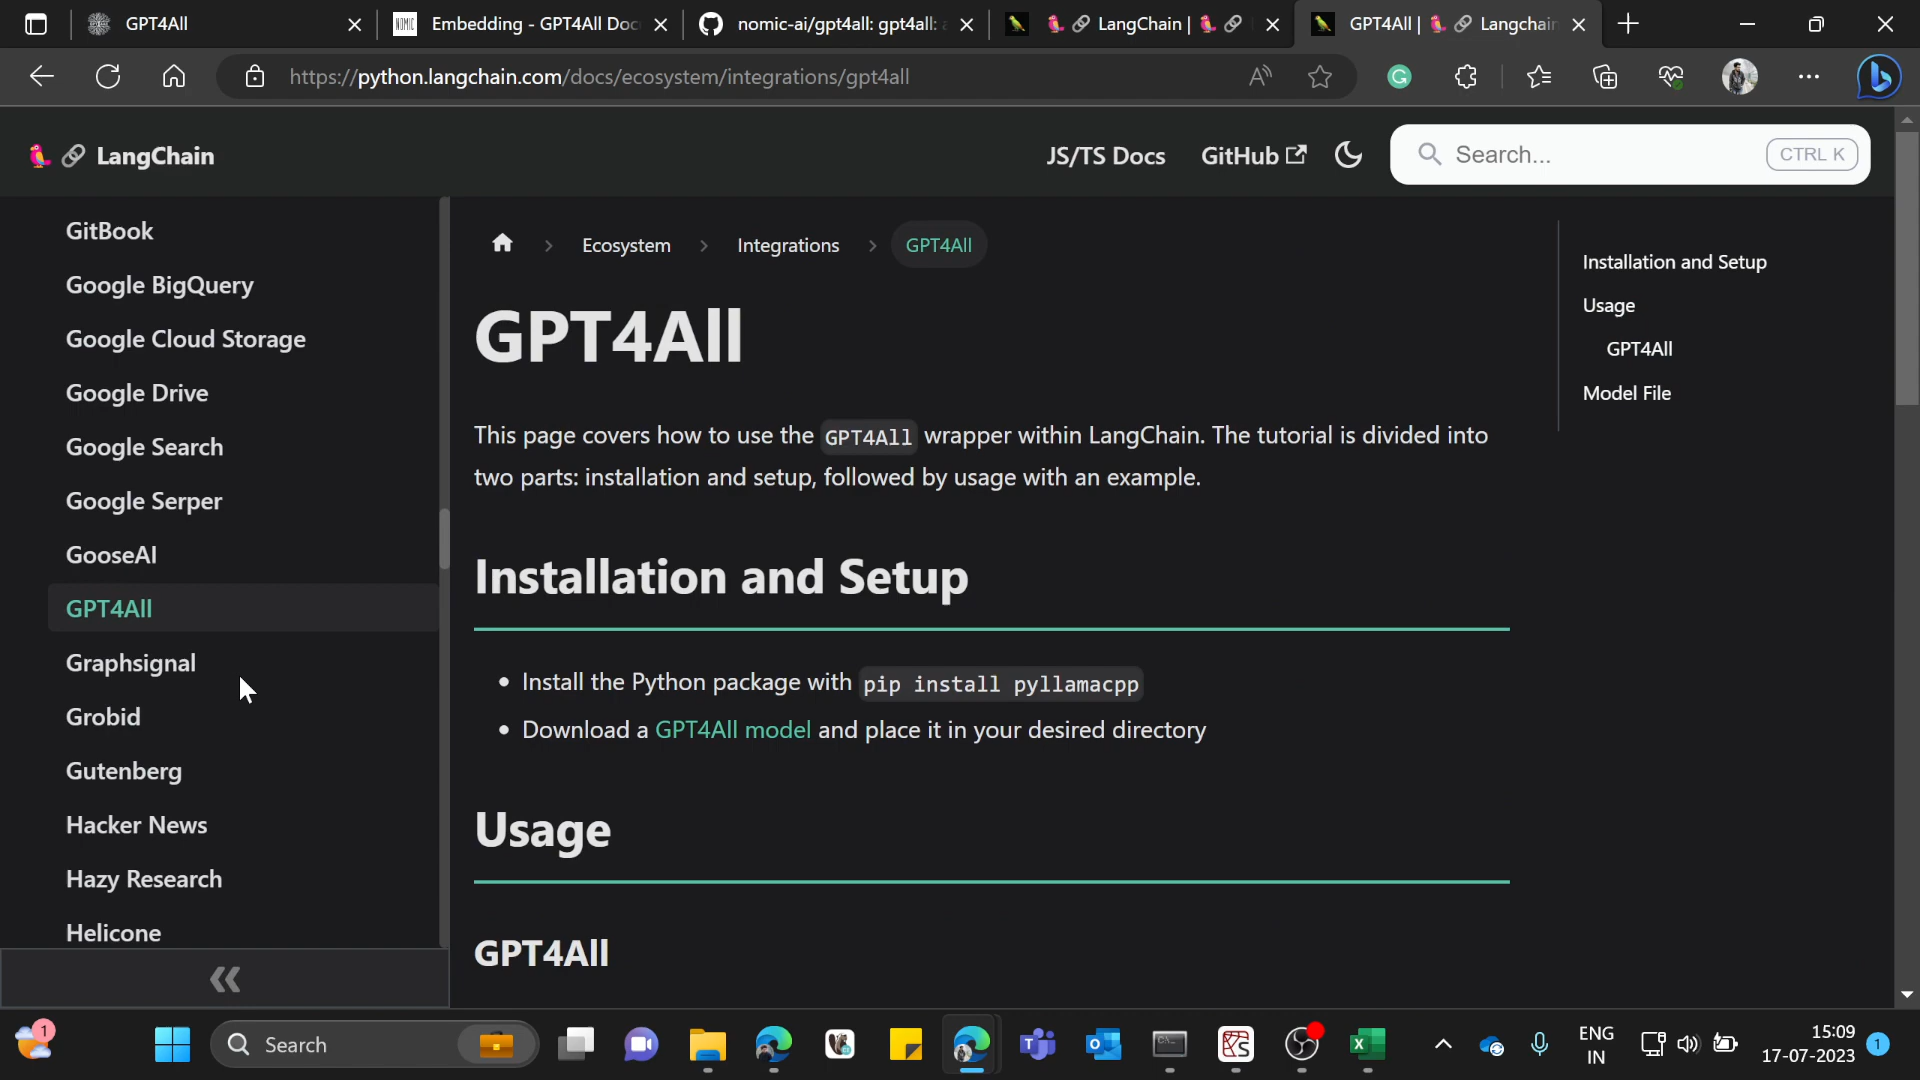 GPT4All
NOMIC
Embedding - GPT4All Doc
nomic-ai/gpt4all: gpt4all: a
LangChain |
GPT4All |
Langchain
https://python.langchain.com/docs/ecosystem/integrations/gpt4all
LangChain
JS/TS Docs
GitHub
Search...
CTRL K
GitBook
Google BigQuery
Google Cloud Storage
Google Drive
Google Search
Google Serper
GooseAI
GPT4All
Graphsignal
Grobid
Gutenberg
Hacker News
Hazy Research
Helicone
Ecosystem
Integrations
GPT4All
GPT4All
This page covers how to use the GPT4All wrapper within LangChain. The tutorial is divided into
two parts: installation and setup, followed by usage with an example.
Installation and Setup
Install the Python package with pip install pyllamacpp
Download a GPT4All model and place it in your desired directory
Usage
GPT4All
Installation and Setup
Usage
GPT4All
Model File
1
Search
ENG
IN
15:09
17-07-2023
1